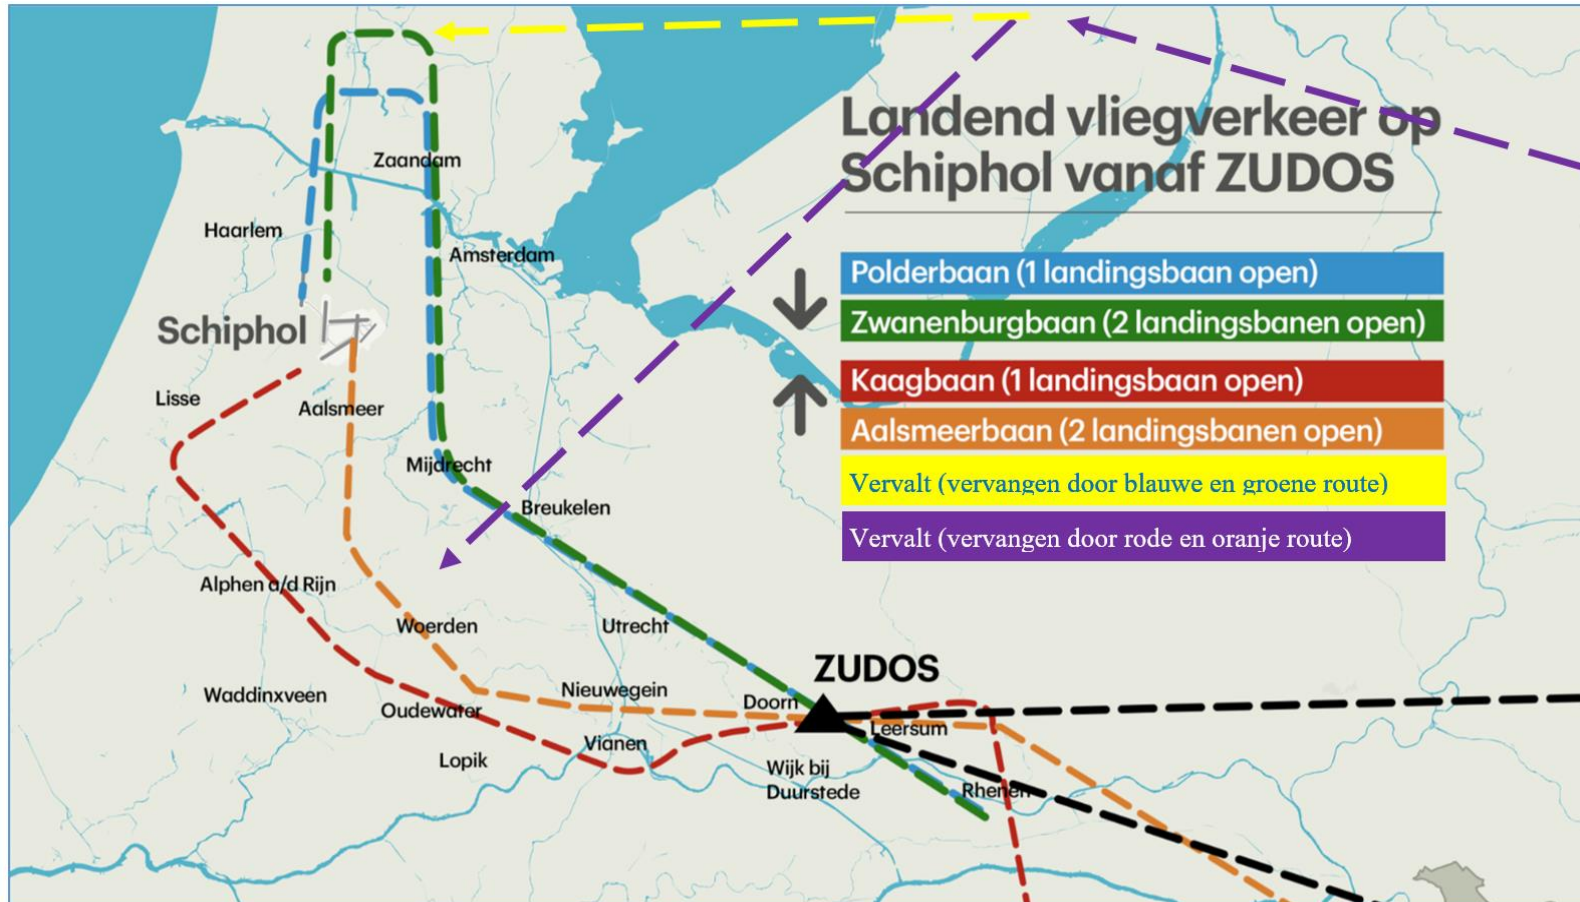 Landend vliegverkeer op
Schiphol vanaf ZUDOS
Polderbaan (1 landingsbaan open)
Zwanenburgbaan (2 landingsbanen open)
Kaagbaan (1 landingsbaan open)
Aalsmeerbaan (2 landingsbanen open)
Vervalt (vervangen door blauwe en groene route)
Vervalt (vervangen door rode en oranje route)
Zaandam
Haarlem
Amsterdam
Schiphol
Lisse
Aalsmeer
Mijdrecht
Breukelen
Alphen a/d Rijn
Woerden
Utrecht
ZUDOS
Waddinxveen
Nieuwegein
Doorn
Oudewater
Leersum
Vianen
Lopik
Wijk bij
Duurstede
Rhenen